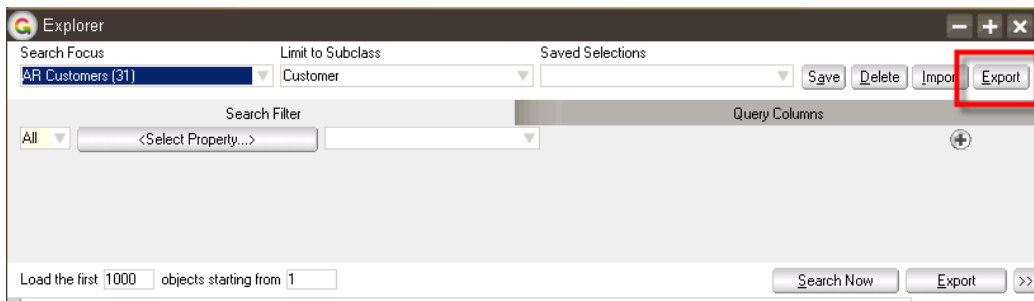 Explorer
Search Focus Limit to Subclass Saved Selections
AR Customers (31) Customer Save Delete Import Export
Search Filter Query Columns
All <Select Property...>
Load the first 1000 objects starting from 1 Search Now Export >>